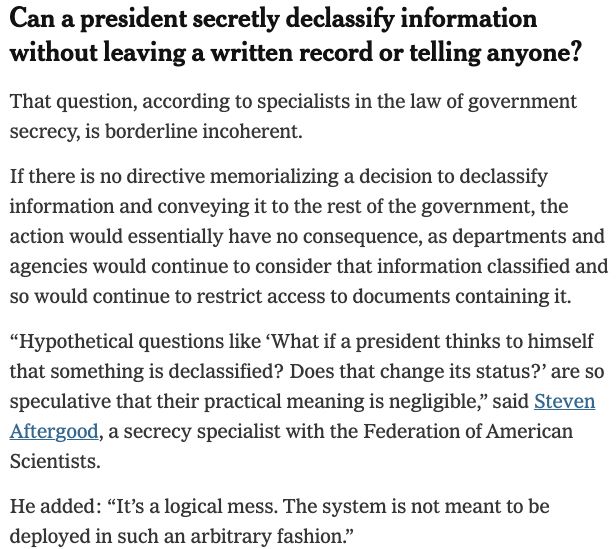 Can a president secretly declassify information
without leaving a written record or telling anyone?
That question, according to specialists in the law of government
secrecy, is borderline incoherent.
If there is no directive memorializing a decision to declassify
information and conveying it to the rest of the government, the
action would essentially have no consequence, as departments and
agencies would continue to consider that information classified and
so would continue to restrict access to documents containing it.
“Hypothetical questions like ‘What if a president thinks to himself
that something is declassified? Does that change its status?’ are so
speculative that their practical meaning is negligible,” said Steven
Aftergood, a secrecy specialist with the Federation of American
Scientists.
He added: “It’s a logical mess. The system is not meant to be
deployed in such an arbitrary fashion.”